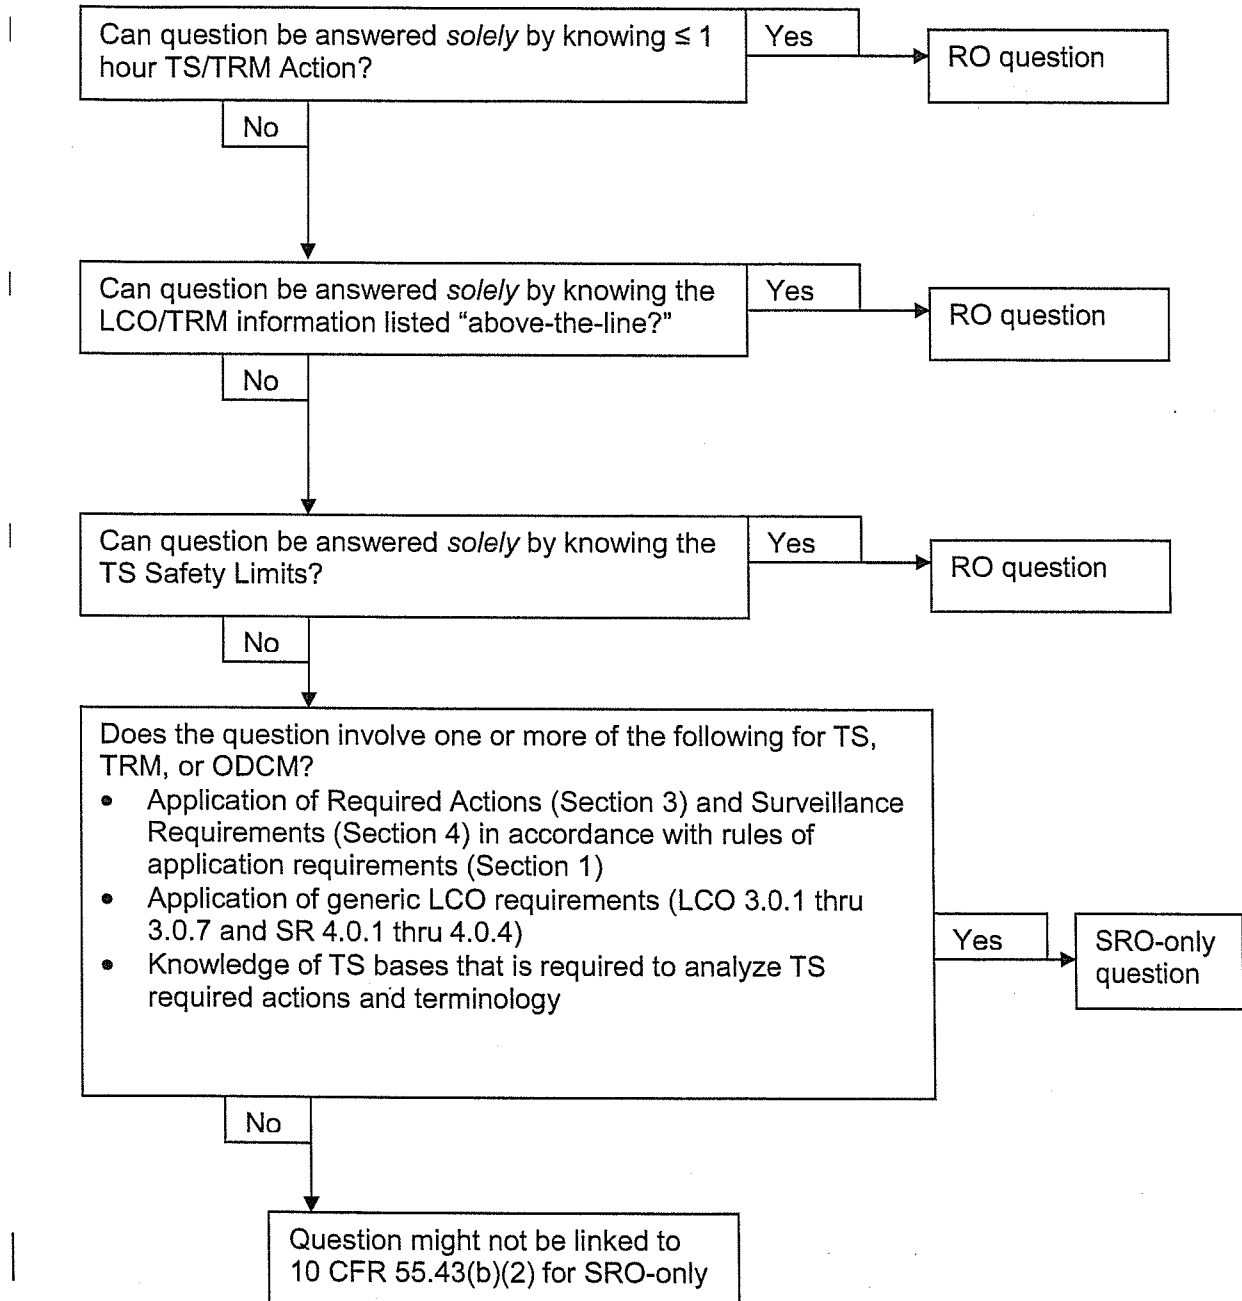 Can question be answered solely by knowing ≤ 1
hour TS/TRM Action?
Yes
RO question
No
Can question be answered solely by knowing the
LCO/TRM information listed “above-the-line?”
Yes
RO question
No
Can question be answered solely by knowing the
TS Safety Limits?
Yes
RO question
No
Does the question involve one or more of the following for TS,
TRM, or ODCM?
• Application of Required Actions (Section 3) and Surveillance
Requirements (Section 4) in accordance with rules of
application requirements (Section 1)
• Application of generic LCO requirements (LCO 3.0.1 thru
3.0.7 and SR 4.0.1 thru 4.0.4)
• Knowledge of TS bases that is required to analyze TS
required actions and terminology
Yes
SRO-only
question
No
Question might not be linked to
10 CFR 55.43(b)(2) for SRO-only